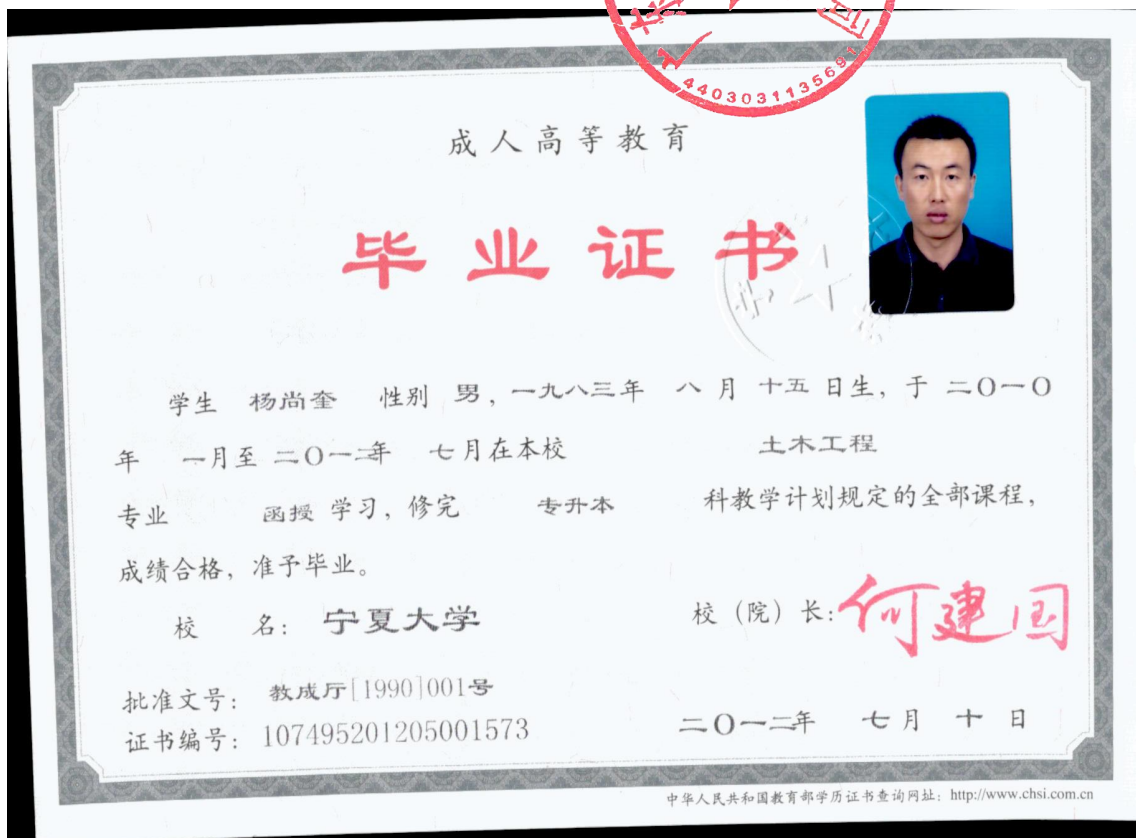 4403031135691
成人高等教育
毕业证书
学生 杨尚奎 性别 男，一九八三年 八 月 十五 日生，于 二〇一〇
年 一月至 二〇一二年 七月在本校 土木工程
专业 函授 学习，修完 专升本 科教学计划规定的全部课程，
成绩合格，准予毕业。
校 名： 宁夏大学 校（院）长：何建国
批准文号： 教成厅[1990]001号
证书编号： 107495201205001573 二〇一二年 七月 十 日
中华人民共和国教育部学历证书查询网址：http://www.chsi.com.cn